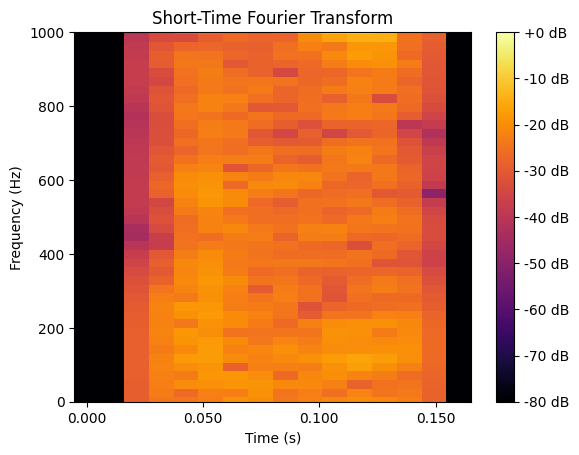 Short-Time Fourier Transform
1000
800
600
400
200
0
Frequency (Hz)
0.000
0.050
0.100
0.150
Time (s)
+0 dB
-10 dB
-20 dB
-30 dB
-40 dB
-50 dB
-60 dB
-70 dB
-80 dB